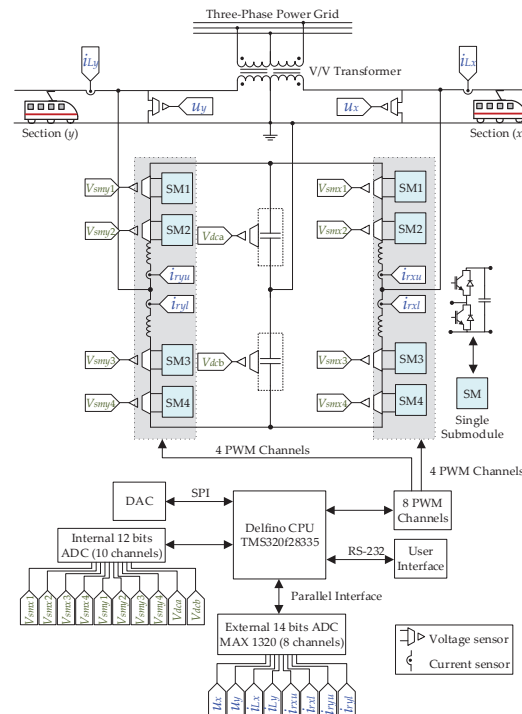 Three-Phase Power Grid
V/V Transformer
iLy
iLx
uy
ux
Section (y)
Section (x
Vsmy1
SM1
Vsmx1
SM1
Vsmy2
SM2
Vdca
Vsmx2
SM2
iryu
irxu
iryl
irxl
Vsmy3
SM3
Vdcb
Vsmx3
SM3
Vsmy4
SM4
Vsmx4
SM4
SM
Single
Submodule
4 PWM Channels
4 PWM Channels
DAC
SPI
Delfino CPU
TMS320f28335
8 PWM
Channels
Internal 12 bits
ADC (10 channels)
RS-232
User
Interface
Parallel Interface
Vsmx1
Vsmx2
Vsmx3
Vsmx4
Vsmy1
Vsmy2
Vsmy3
Vsmy4
Vdca
Vdcb
External 14 bits ADC
MAX 1320 (8 channels)
ux
uy
iLx
iLy
irxu
irxl
iryu
iryl
Voltage sensor
Current sensor